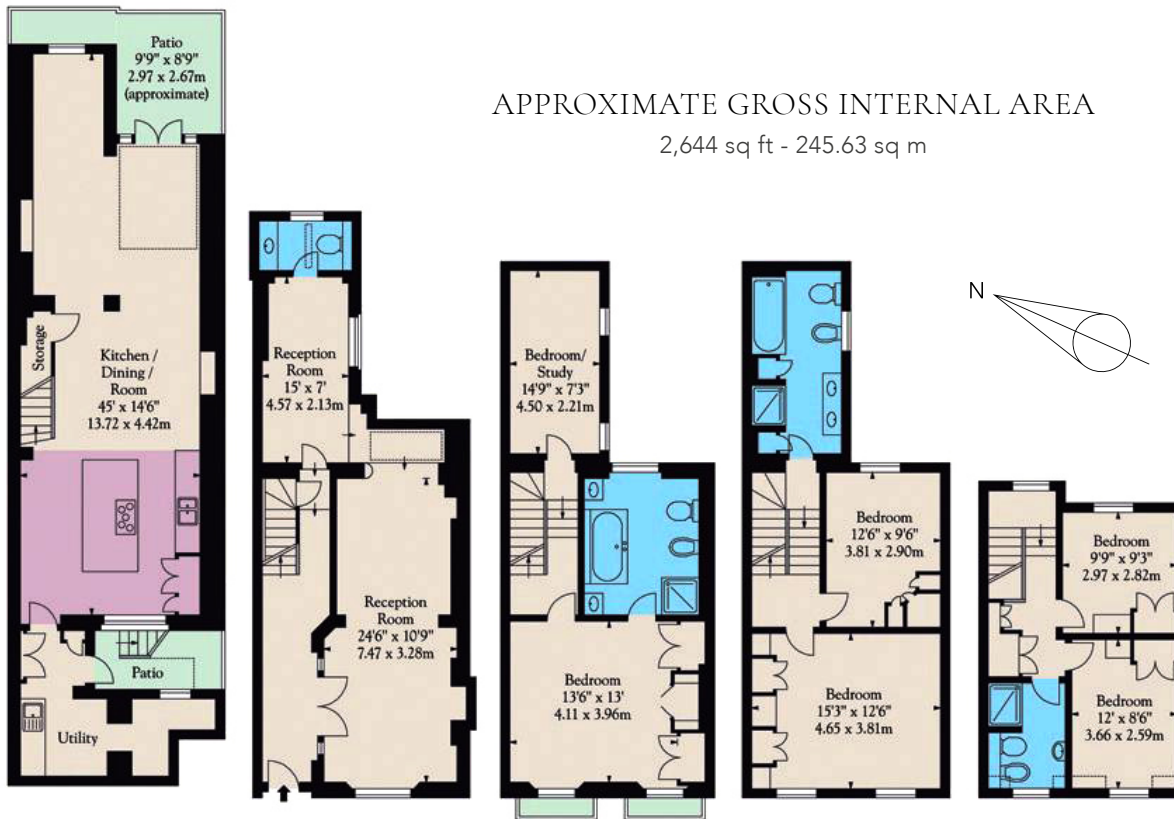 APPROXIMATE GROSS INTERNAL AREA
2,644 sq ft - 245.63 sq m
N
Patio
9'9" x 8'9"
2.97 x 2.67m
(approximate)
Storage
Kitchen /
Dining /
Room
45' x 14'6"
13.72 x 4.42m
Patio
Utility
Reception
Room
15' x 7'
4.57 x 2.13m
Reception
Room
24'6" x 10'9"
7.47 x 3.28m
Bedroom/
Study
14'9" x 7'3"
4.50 x 2.21m
Bedroom
13'6" x 13'
4.11 x 3.96m
Bedroom
12'6" x 9'6"
3.81 x 2.90m
Bedroom
15'3" x 12'6"
4.65 x 3.81m
Bedroom
9'9" x 9'3"
2.97 x 2.82m
Bedroom
12' x 8'6"
3.66 x 2.59m